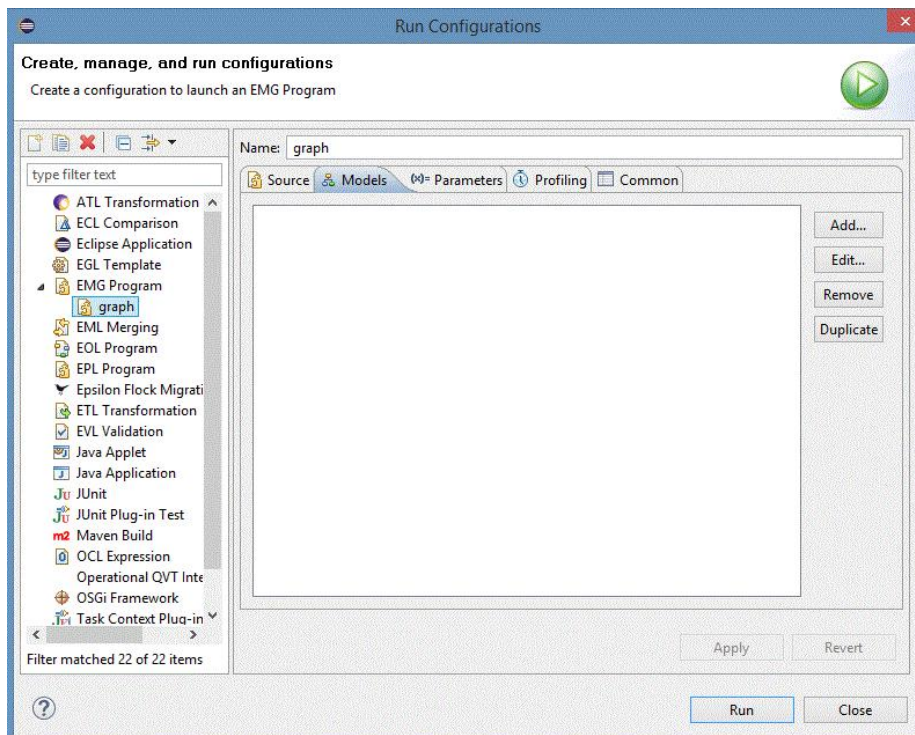 Run Configurations
Create, manage, and run configurations
Create a configuration to launch an EMG Program
type filter text
ATL Transformation
ECL Comparison
Eclipse Application
EGL Template
EMG Program
graph
EML Merging
EOL Program
EPL Program
Epsilon Flock Migrati
ETL Transformation
EVL Validation
Java Applet
Java Application
JUnit
JUnit Plug-in Test
m2 Maven Build
OCL Expression
Operational QVT Inte
OSGi Framework
Task Context Plug-in
Filter matched 22 of 22 items
Name: graph
Source Models (x)= Parameters Profiling Common
Add...
Edit...
Remove
Duplicate
Apply Revert
Run Close